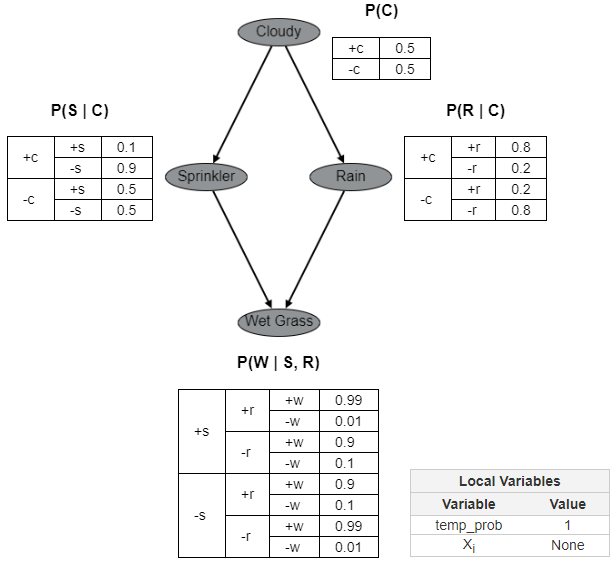 P(C)
Cloudy
+c 0.5
-c 0.5
P(S | C)
P(R | C)
+c +s 0.1
-s 0.9
-c +s 0.5
-s 0.5
Sprinkler
Rain
+c +r 0.8
-r 0.2
-c +r 0.2
-r 0.8
Wet Grass
P(W | S, R)
+s +r +w 0.99
-w 0.01
-r +w 0.9
-w 0.1
-s +r +w 0.9
-w 0.1
-r +w 0.99
-w 0.01
Local Variables
Variable Value
temp_prob 1
Xi None